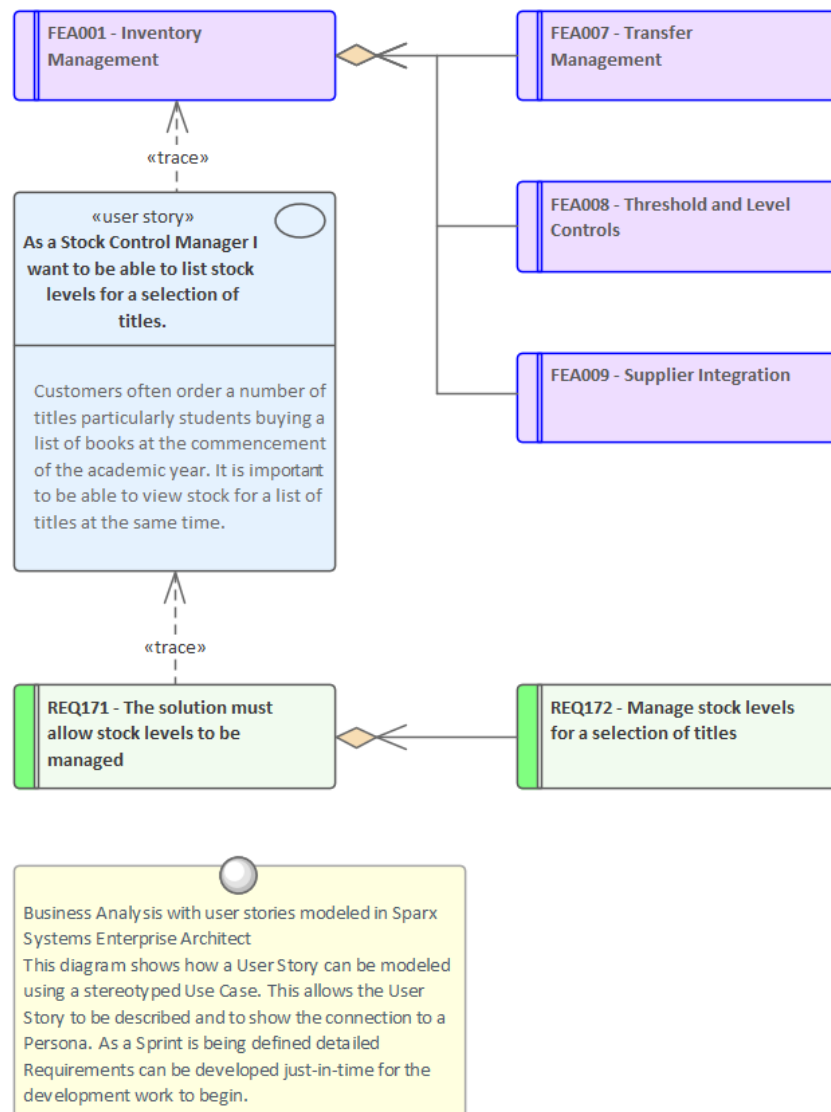 FEA001 - Inventory
Management
FEA007 - Transfer
Management
«trace»
FEA008 - Threshold and Level
Controls
«user story»
As a Stock Control Manager I
want to be able to list stock
levels for a selection of
titles.
FEA009 - Supplier Integration
Customers often order a number of
titles particularly students buying a
list of books at the commencement
of the academic year. It is important
to be able to view stock for a list of
titles at the same time.
«trace»
REQ171 - The solution must
allow stock levels to be
managed
REQ172 - Manage stock levels
for a selection of titles
Business Analysis with user stories modeled in Sparx
Systems Enterprise Architect
This diagram shows how a User Story can be modeled
using a stereotyped Use Case. This allows the User
Story to be described and to show the connection to a
Persona. As a Sprint is being defined detailed
Requirements can be developed just-in-time for the
development work to begin.